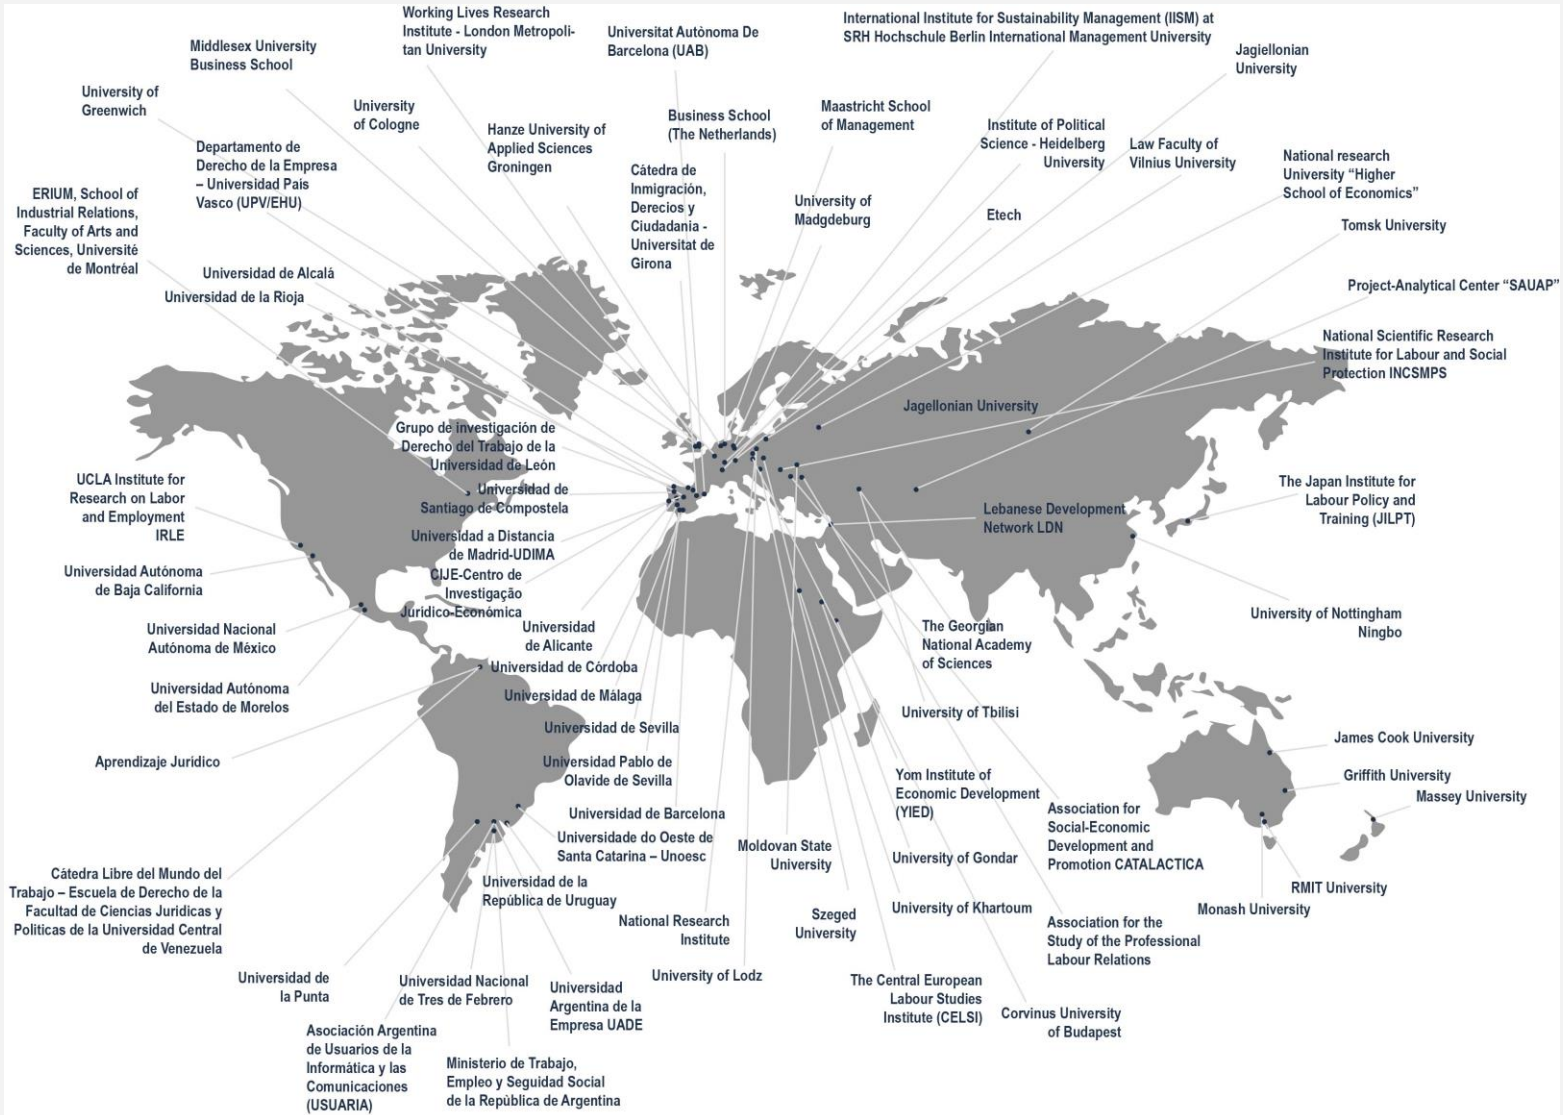 Working Lives Research
Institute - London Metropoli-
tan University
Universitat Autònoma De
Barcelona (UAB)
International Institute for Sustainability Management (IISM) at
SRH Hochschule Berlin International Management University
Middlesex University
Business School
Jagiellonian
University
University of
Greenwich
University
of Cologne
Hanze University of
Applied Sciences
Groningen
Business School
(The Netherlands)
Maastricht School
of Management
Institute of Political
Science - Heidelberg
University
Law Faculty of
Vilnius University
National research
University “Higher
School of Economics”
Departamento de
Derecho de la Empresa
– Universidad Pais
Vasco (UPV/EHU)
Cátedra de
Inmigración,
Derecios y
Ciudadania -
Universitat de
Girona
University of
Madgdeburg
Etech
Tomsk University
ERIUM, School of
Industrial Relations,
Faculty of Arts and
Sciences, Université
de Montréal
Universidad de Alcalá
Universidad de la Rioja
Project-Analytical Center “SAUAP”
National Scientific Research
Institute for Labour and Social
Protection INCSMPS
Jagellonian University
Grupo de investigación de
Derecho del Trabajo de la
Universidad de León
UCLA Institute for
Research on Labor
and Employment
IRLE
Universidad de
Santiago de Compostela
The Japan Institute for
Labour Policy and
Training (JILPT)
Lebanese Development
Network LDN
Universidad a Distancia
de Madrid-UDIMA
Universidad Autónoma
de Baja California
CIJE-Centro de
Investigação
Jurídico-Económica
University of Nottingham
Ningbo
Universidad Nacional
Autónoma de México
Universidad
de Alicante
The Georgian
National Academy
of Sciences
Universidad de Córdoba
Universidad Autónoma
del Estado de Morelos
Universidad de Málaga
University of Tbilisi
Universidad de Sevilla
James Cook University
Aprendizaje Jurídico
Universidad Pablo de
Olavide de Sevilla
Yom Institute of
Economic Development
(YIED)
Griffith University
Massey University
Universidad de Barcelona
Association for
Social-Economic
Development and
Promotion CATALACTICA
Universidade do Oeste de
Santa Catarina – Unoesc
Moldovan State
University
University of Gondar
Cátedra Libre del Mundo del
Trabajo – Escuela de Derecho de la
Facultad de Ciencias Juridicas y
Politicas de la Universidad Central
de Venezuela
Universidad de la
República de Uruguay
RMIT University
Monash University
National Research
Institute
Szeged
University
University of Khartoum
Association for the
Study of the Professional
Labour Relations
Universidad de
la Punta
Universidad Nacional
de Tres de Febrero
Universidad
Argentina de la
Empresa UADE
University of Lodz
The Central European
Labour Studies
Institute (CELSI)
Corvinus University
of Budapest
Asociación Argentina
de Usuarios de la
Informática y las
Comunicaciones
(USUARIA)
Ministerio de Trabajo,
Empleo y Seguidad Social
de la República de Argentina